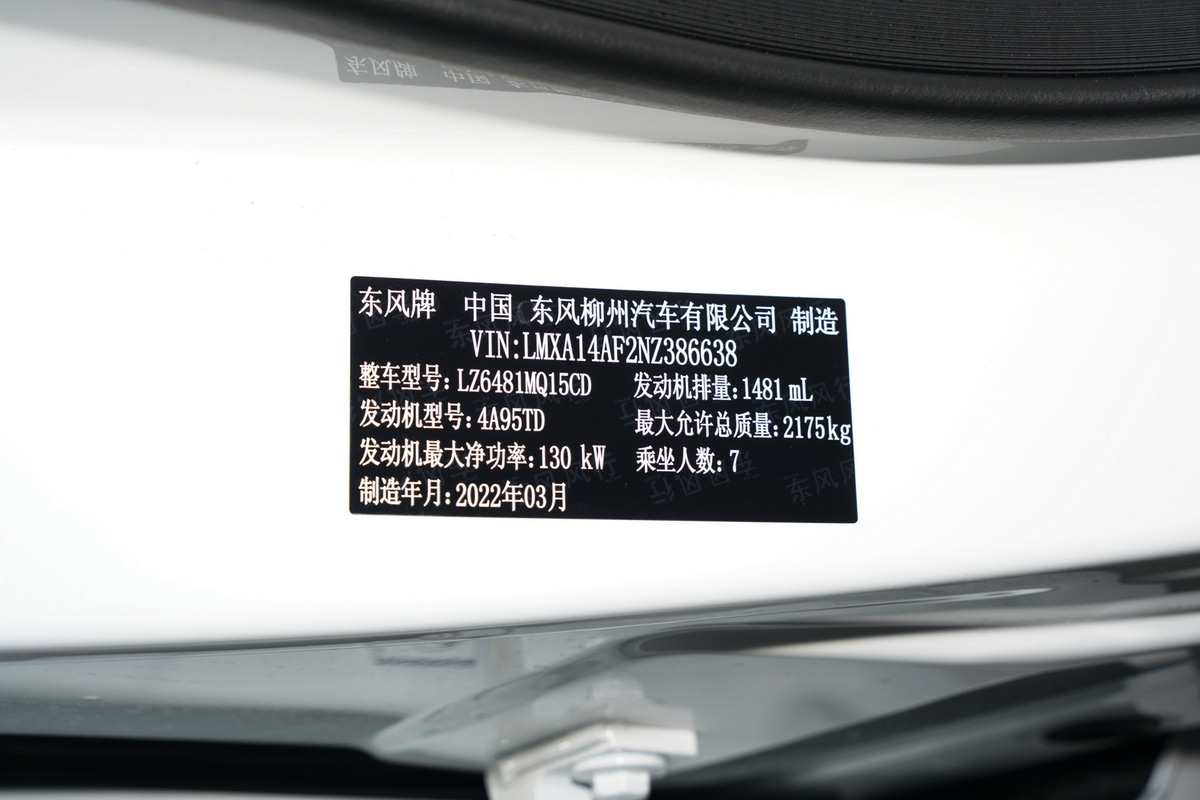 东风牌 中国 东风柳州汽车有限公司 制造
VIN:LMXA14AF2NZ386638
整车型号:LZ6481MQ15CD 发动机排量:1481 mL
发动机型号:4A95TD 最大允许总质量:2175kg
发动机最大净功率:130 kW 乘坐人数:7
制造年月:2022年03月